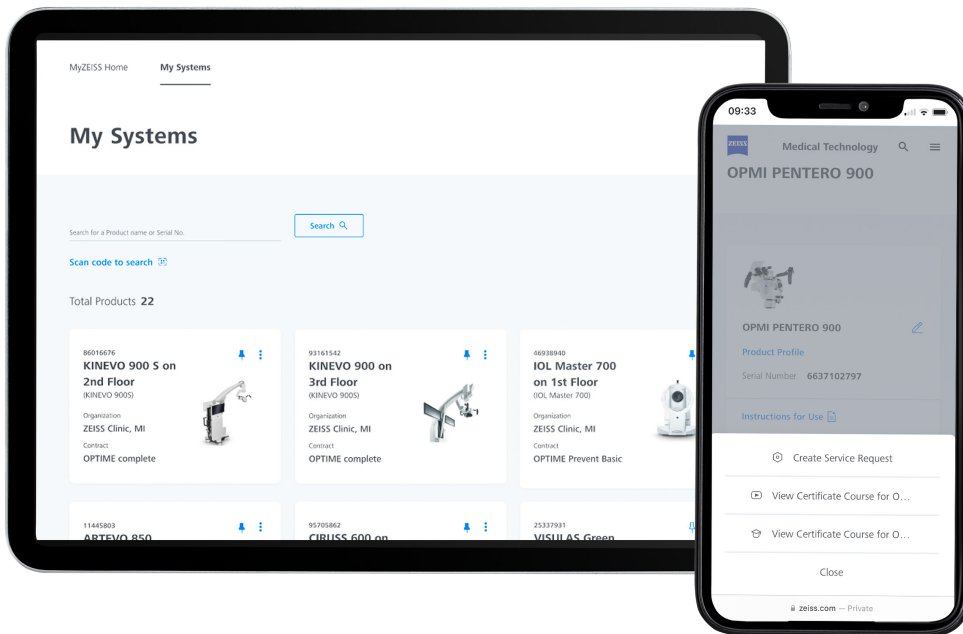 MyZEISS Home
My Systems
My Systems
Search for a Product name or Serial No.
Search
Scan code to search
Total Products 22
86016676
KINEVO 900 S on
2nd Floor
(KINEVO 900S)
Organization
ZEISS Clinic, MI
Contract
OPTIME complete
93161542
KINEVO 900 on
3rd Floor
(KINEVO 900S)
Organization
ZEISS Clinic, MI
Contract
OPTIME complete
46938940
IOL Master 700
on 1st Floor
(IOL Master 700)
Organization
ZEISS Clinic, MI
Contract
OPTIME Prevent Basic
11445803
ARTEVO 850
95705862
CIRUSS 600 on
25337931
VISULAS Green
09:33
ZEISS
Medical Technology
OPMI PENTERO 900
OPMI PENTERO 900
Product Profile
Serial Number 6637102797
Instructions for Use
Create Service Request
View Certificate Course for O...
View Certificate Course for O...
Close
zeiss.com — Private